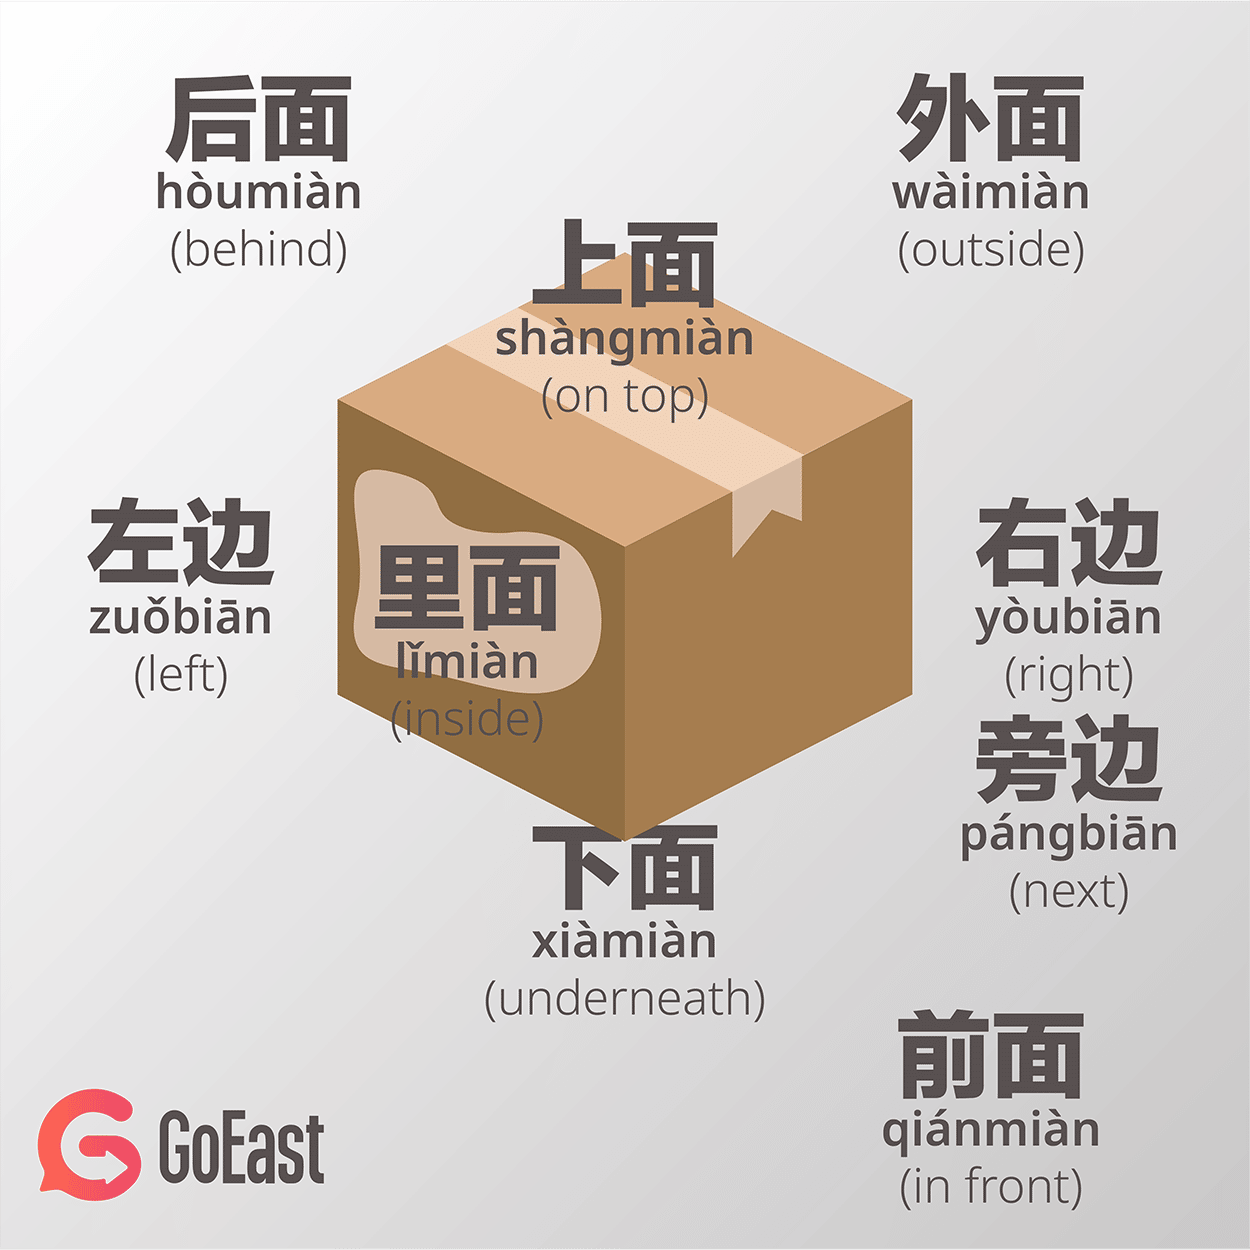 后面
hòumiàn
(behind)
外面
wàimiàn
(outside)
上面
shàngmiàn
(on top)
左边
zuǒbiān
(left)
里面
lǐmiàn
(inside)
右边
yòubiān
(right)
旁边
pángbiān
(next)
下面
xiàmiàn
(underneath)
前面
qiánmiàn
(in front)
GoEast